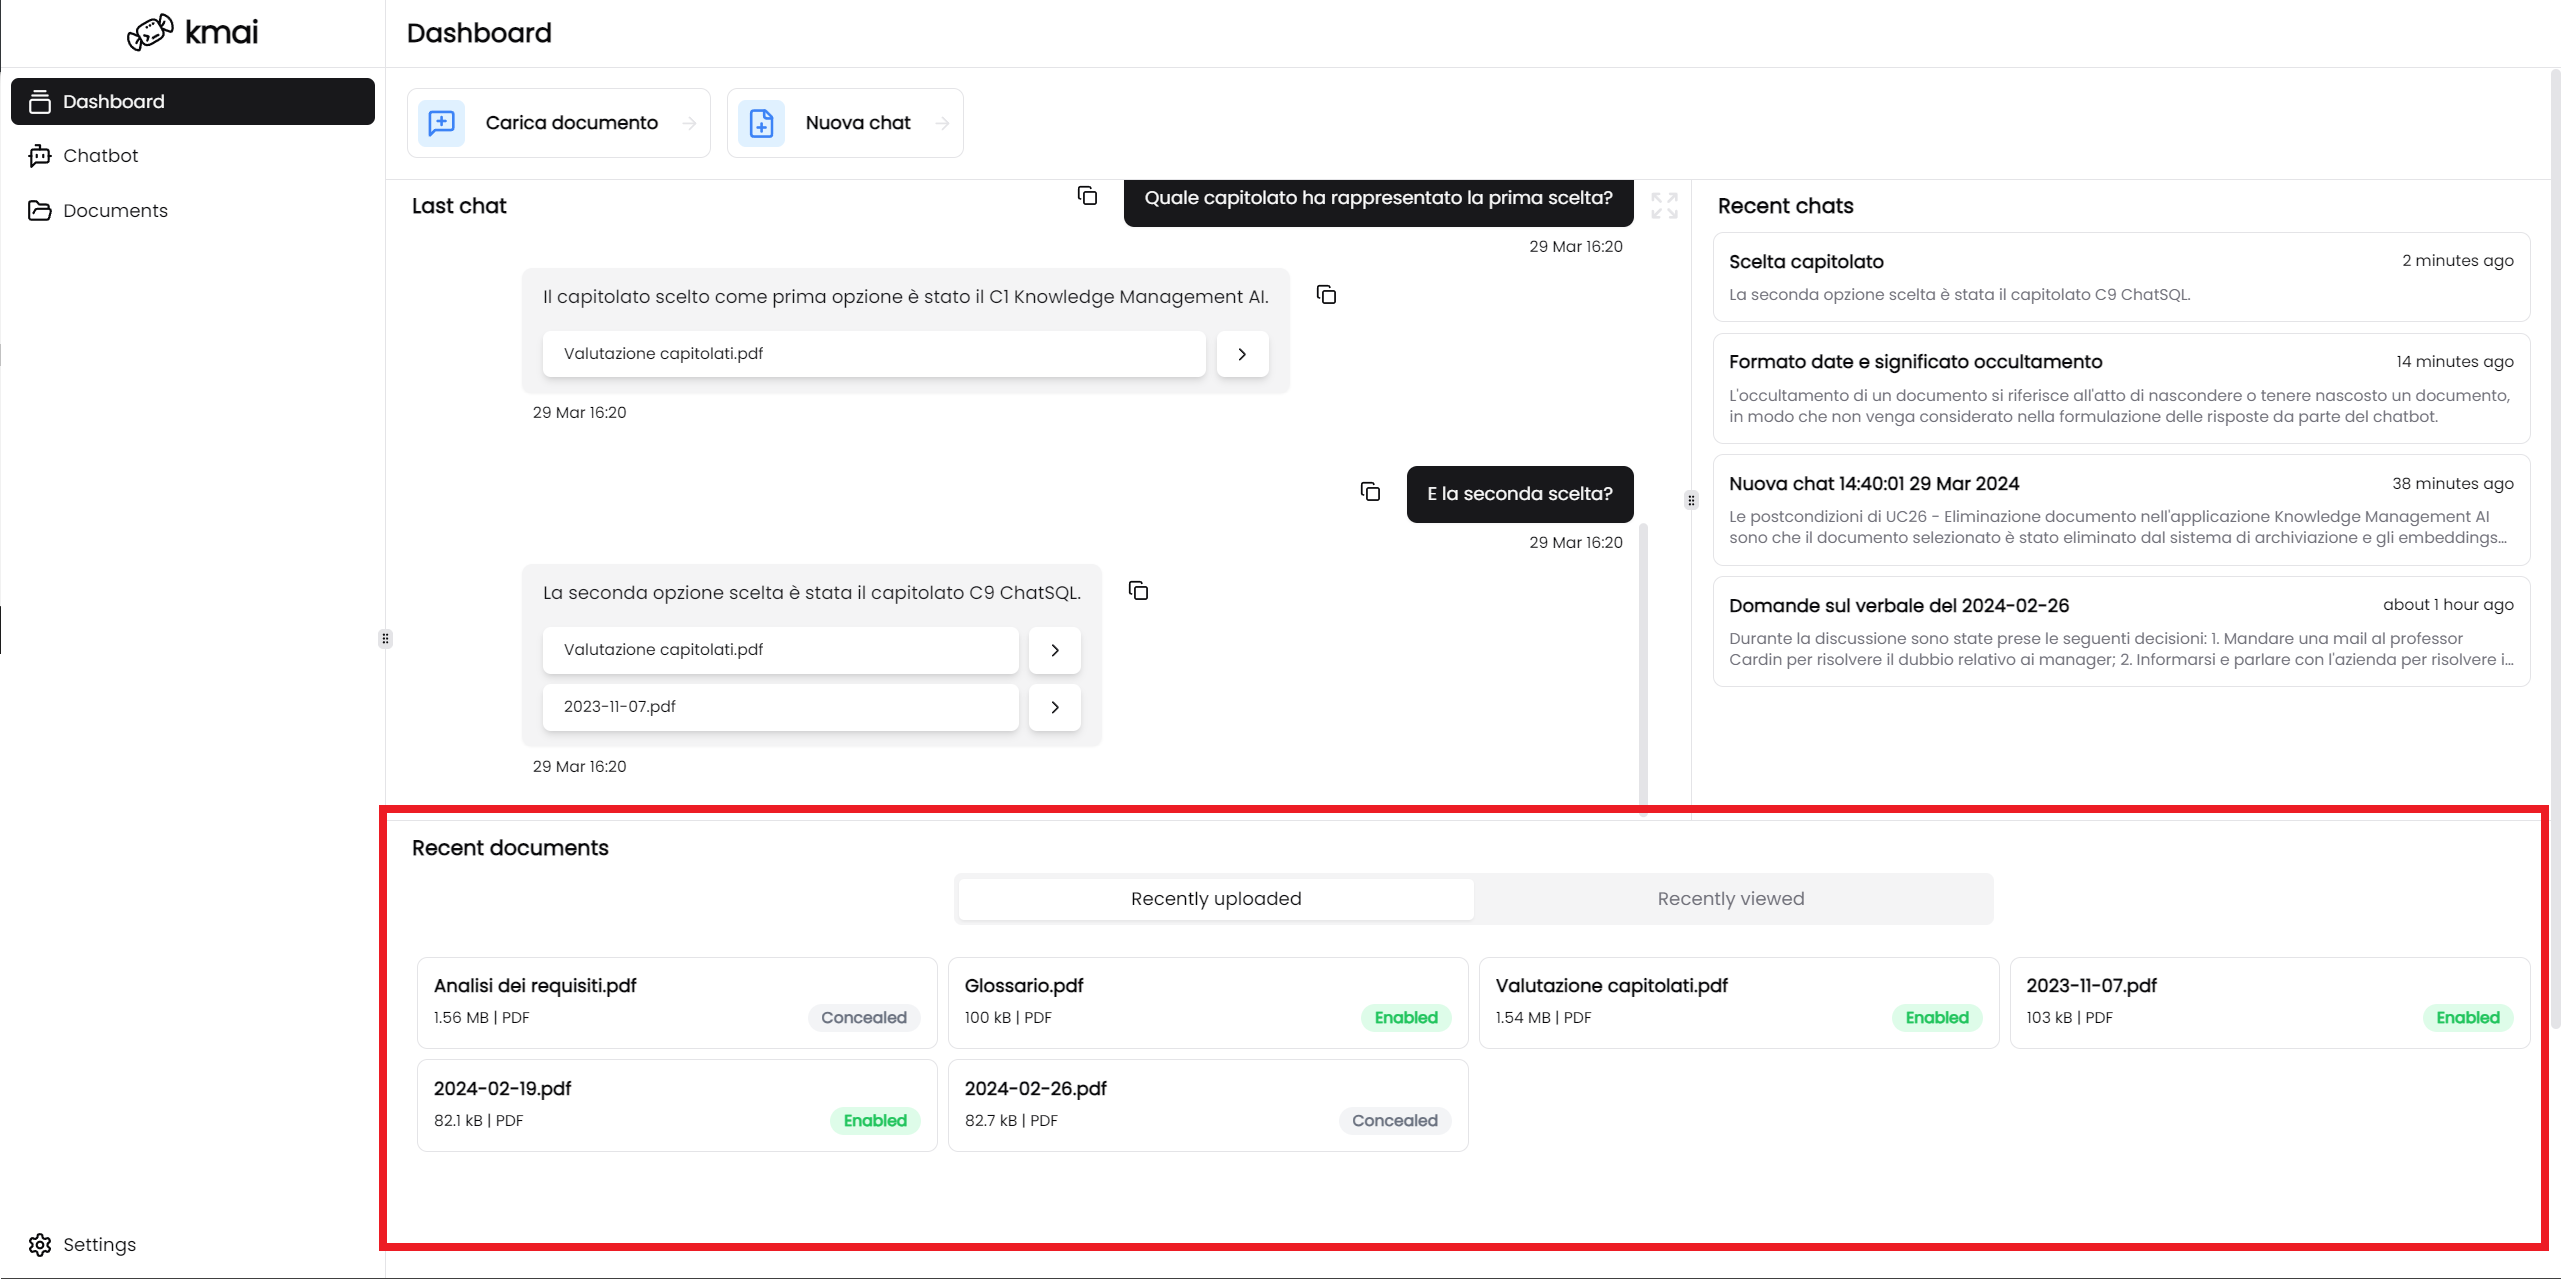 kmai
Dashboard
Chatbot
Documents
Settings
Dashboard
Carica documento
Nuova chat
Last chat
Quale capitolato ha rappresentato la prima scelta?
29 Mar 16:20
Il capitolato scelto come prima opzione è stato il C1 Knowledge Management AI.
Valutazione capitolati.pdf
29 Mar 16:20
E la seconda scelta?
29 Mar 16:20
La seconda opzione scelta è stata il capitolato C9 ChatSQL.
Valutazione capitolati.pdf
2023-11-07.pdf
29 Mar 16:20
Recent chats
Scelta capitolato 2 minutes ago
La seconda opzione scelta è stata il capitolato C9 ChatSQL.
Formato date e significato occultamento 14 minutes ago
L'occultamento di un documento si riferisce all'atto di nascondere o tenere nascosto un documento,
in modo che non venga considerato nella formulazione delle risposte da parte del chatbot.
Nuova chat 14:40:01 29 Mar 2024 38 minutes ago
Le postcondizioni di UC26 - Eliminazione documento nell'applicazione Knowledge Management AI
sono che il documento selezionato è stato eliminato dal sistema di archiviazione e gli embeddings...
Domande sul verbale del 2024-02-26 about 1 hour ago
Durante la discussione sono state prese le seguenti decisioni: 1. Mandare una mail al professor
Cardin per risolvere il dubbio relativo ai manager; 2. Informarsi e parlare con l'azienda per risolvere i...
Recent documents
Recently uploaded Recently viewed
Analisi dei requisiti.pdf
1.56 MB | PDF Concealed
Glossario.pdf
100 kB | PDF Enabled
Valutazione capitolati.pdf
1.54 MB | PDF Enabled
2023-11-07.pdf
103 kB | PDF Enabled
2024-02-19.pdf
82.1 kB | PDF Enabled
2024-02-26.pdf
82.7 kB | PDF Concealed